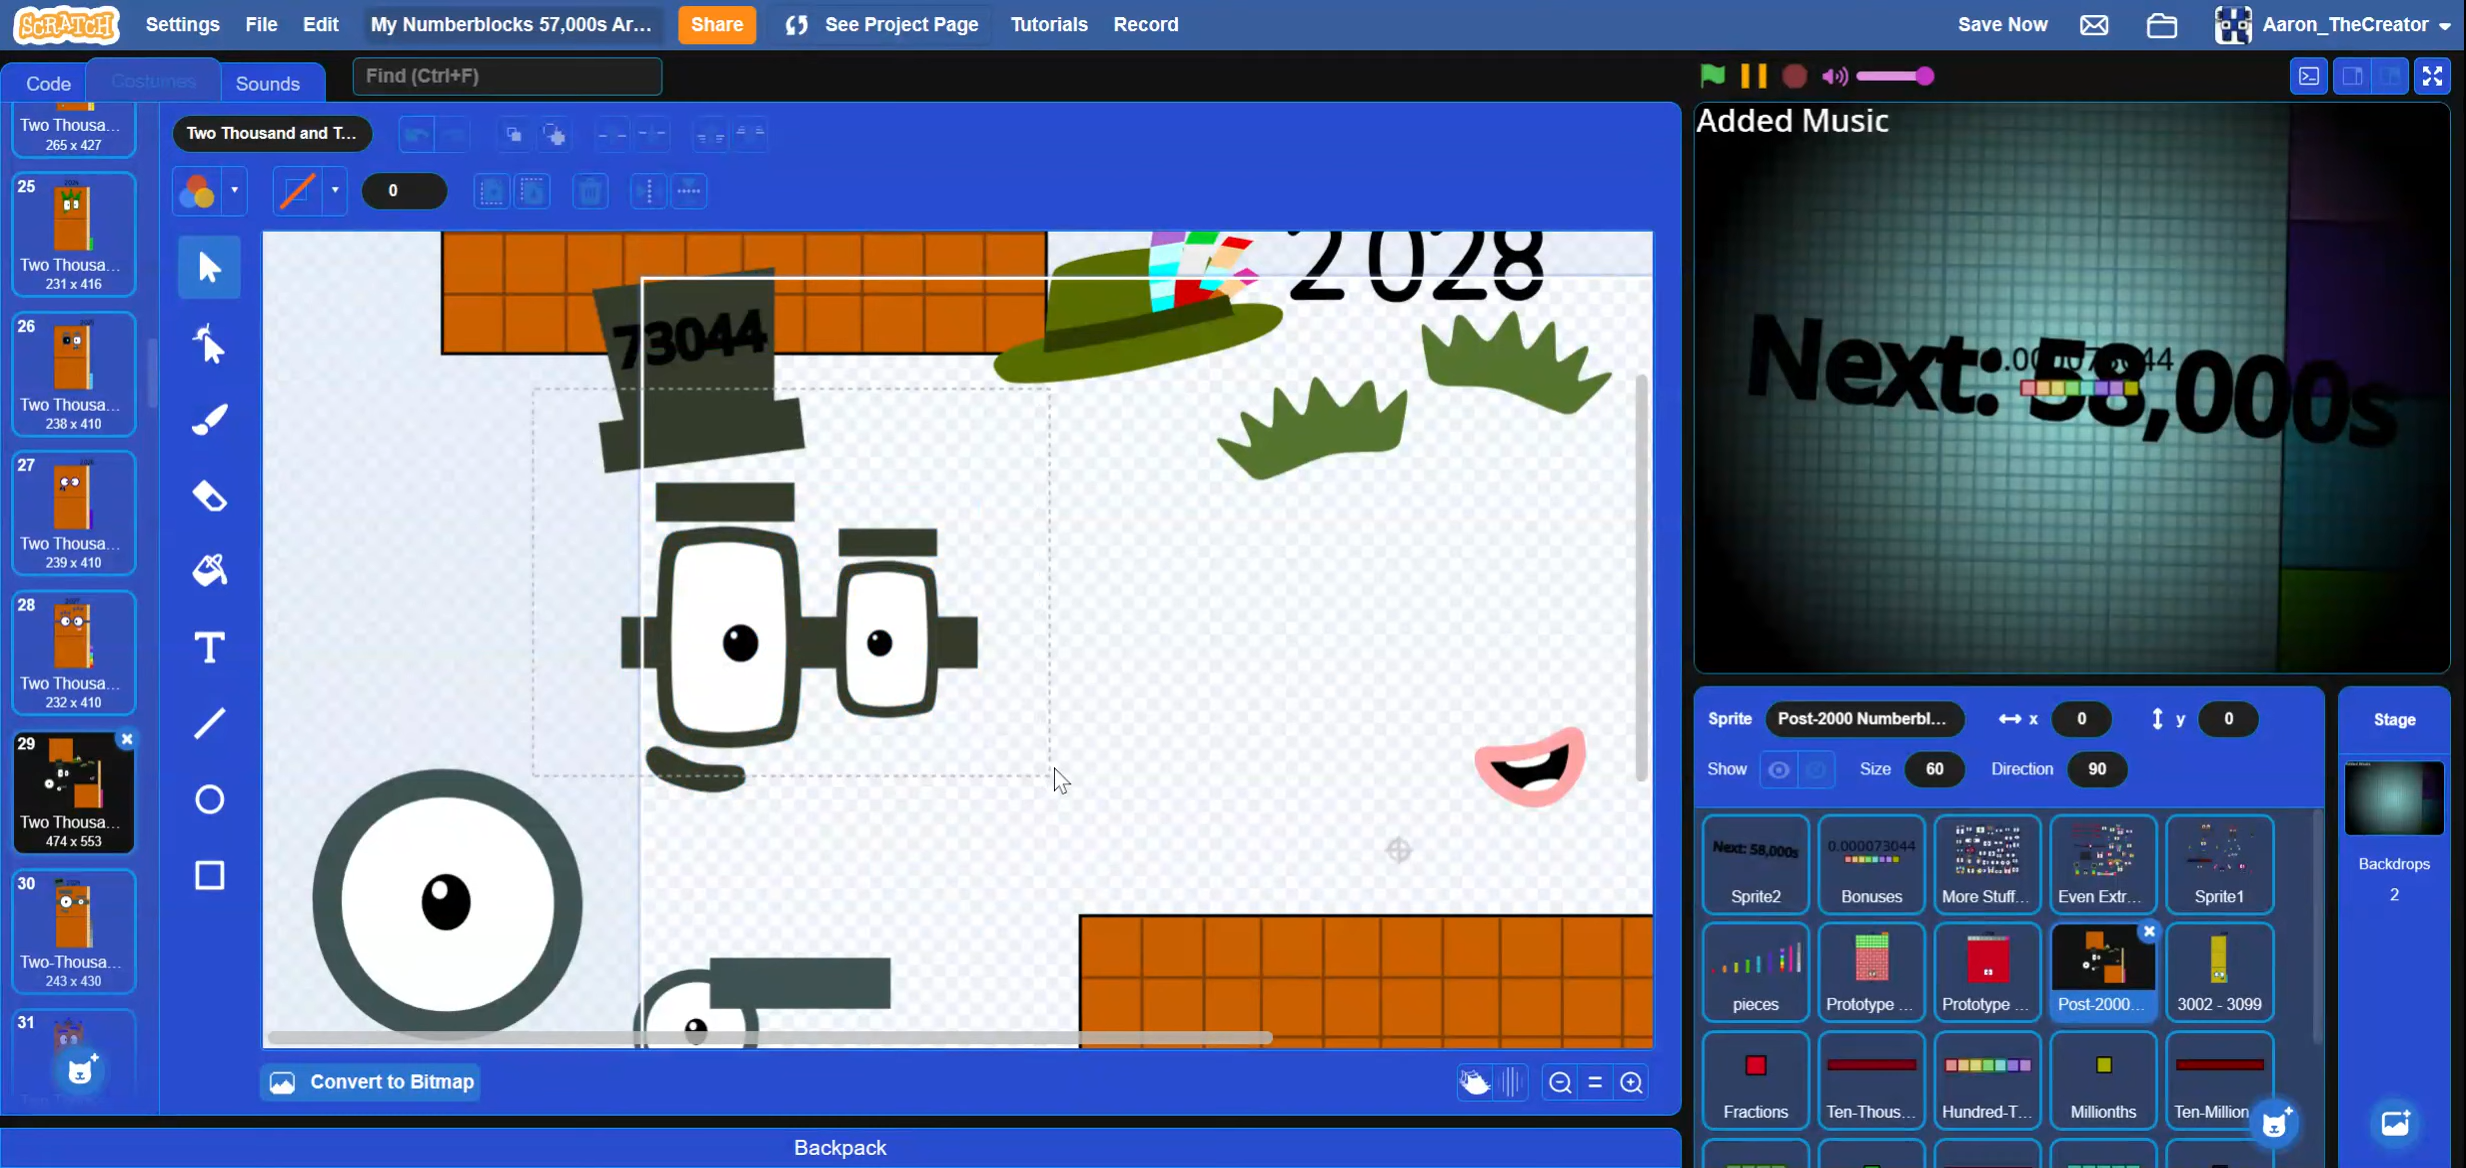 SCRATCH
Settings File Edit My Numberblocks 57,000s Ar... Share See Project Page Tutorials Record Save Now Aaron_TheCreator
Code Costumes Sounds Find (Ctrl+F)
Two Thousand and T...
0
Two Thousa...
265 x 427
25
Two Thousa...
231 x 416
26
Two Thousa...
238 x 410
27
Two Thousa...
239 x 410
28
Two Thousa...
232 x 410
29
Two Thousa...
474 x 553
30
Two-Thousa...
243 x 430
31
2028
73044
Convert to Bitmap
Backpack
Added Music
Next: 58,000s
Sprite Post-2000 Numberbl... x 0 y 0
Show Size 60 Direction 90
Stage
Backdrops
2
Next: 58,000s
Sprite2
0.000073044
Bonuses
More Stuff...
Even Extr...
Sprite1
pieces
Prototype ...
Prototype ...
Post-2000...
3002 - 3099
Fractions
Ten-Thous...
Hundred-T...
Millionths
Ten-Million